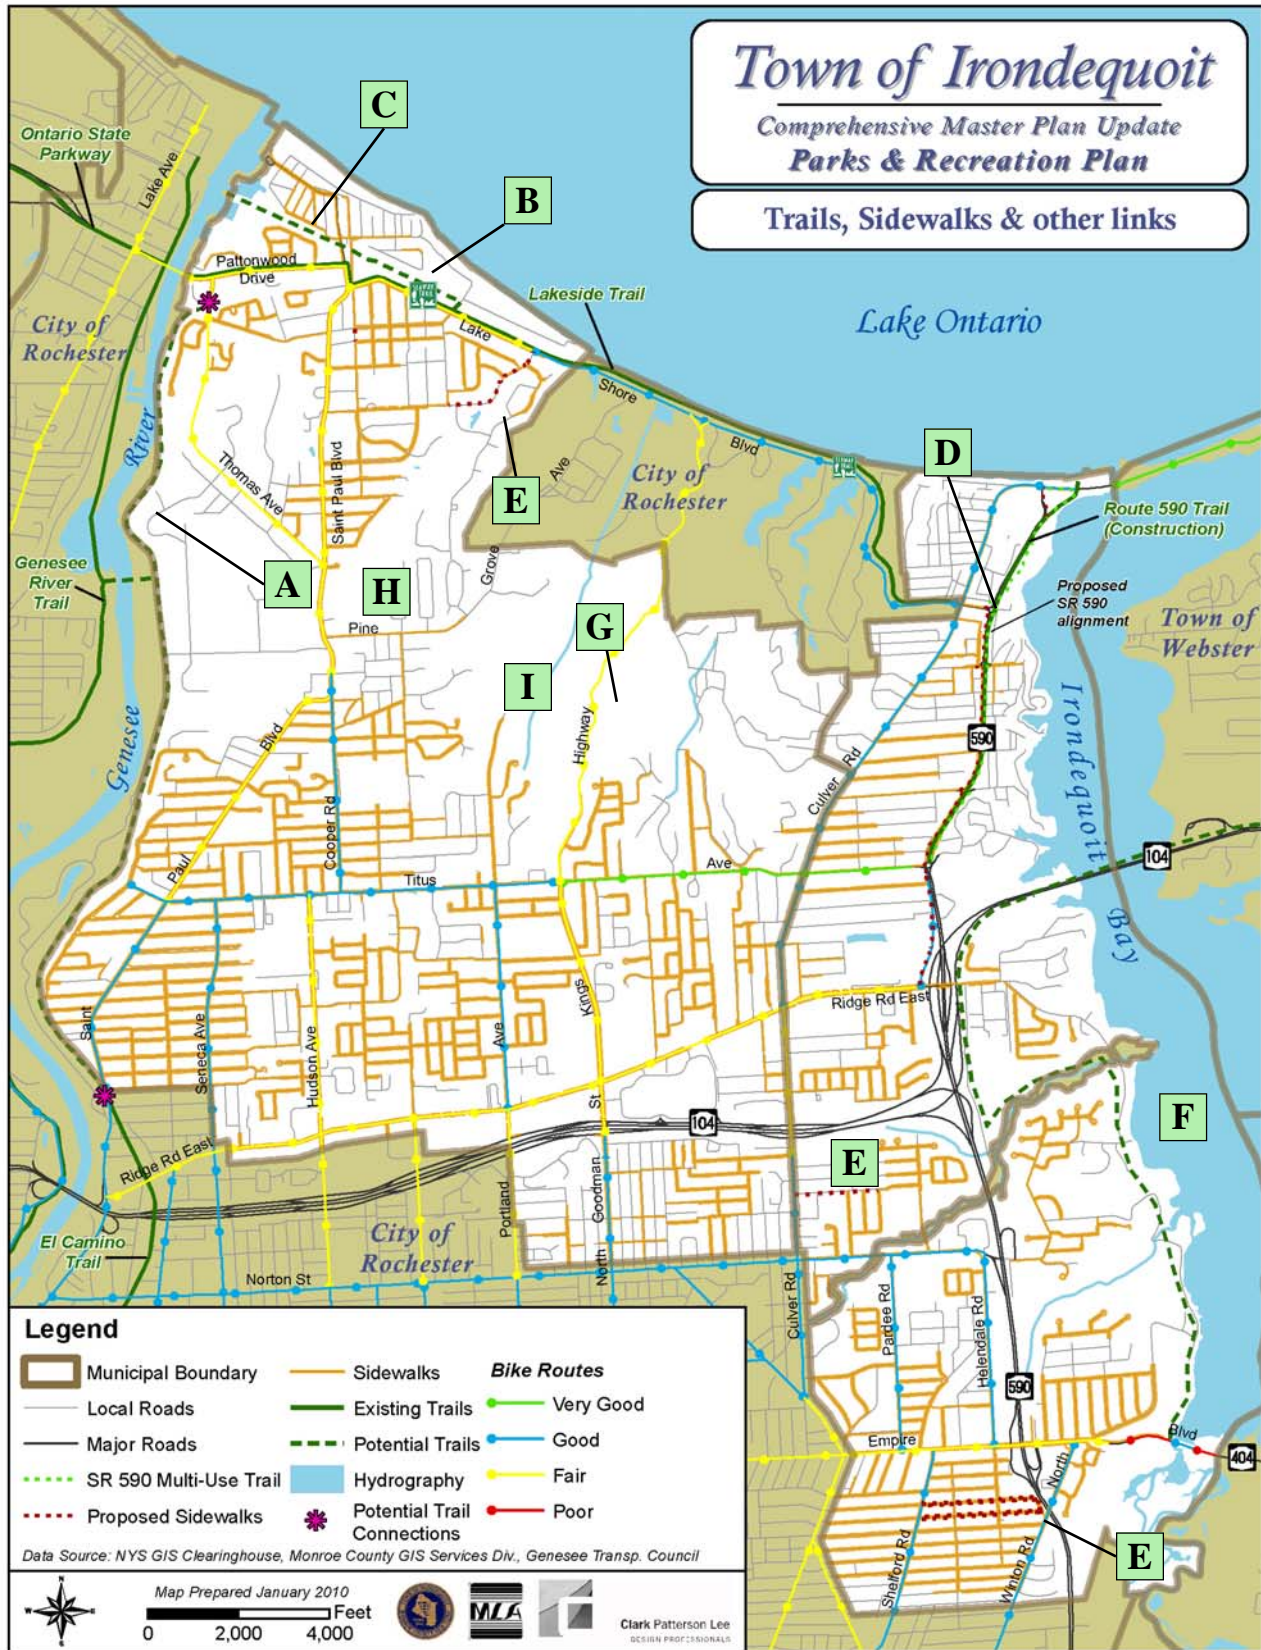 Town of Irondequoit
Comprehensive Master Plan Update
Parks & Recreation Plan
Trails, Sidewalks & other links
Ontario State
Parkway
Lake Ave
C
B
Pattonwood
Drive
Lakeside Trail
Lake Ontario
City of
Rochester
Lake
Shore
Blvd
River
Thomas Ave
Saint Paul Blvd
E
Ave
City of
Rochester
D
Route 590 Trail
(Construction)
Genesee
River
Trail
A
H
Grove
Proposed
SR 590
alignment
Town of
Webster
Pine
G
I
Irondequoit
Bay
Genesee
Blvd
Highway
590
Culver Rd
Cooper Rd
104
Paul
Titus
Ave
Kings
Ridge Rd East
Saint
Seneca Ave
Hudson Ave
Ave
St
104
F
Ridge Rd East
E
Portland
Goodman
North
El Camino
Trail
City of
Rochester
Norton St
Culver Rd
Pardee Rd
Helendale Rd
590
Empire
Blvd
404
North
Shelford Rd
Winton Rd
E
Legend
Municipal Boundary
Local Roads
Major Roads
SR 590 Multi-Use Trail
Proposed Sidewalks
Sidewalks
Existing Trails
Potential Trails
Hydrography
Potential Trail
Connections
Bike Routes
Very Good
Good
Fair
Poor
Data Source: NYS GIS Clearinghouse, Monroe County GIS Services Div., Genesee Transp. Council
N
W
E
S
Map Prepared January 2010
Feet
0 2,000 4,000
MLA
Clark Patterson Lee
DESIGN PROFESSIONALS